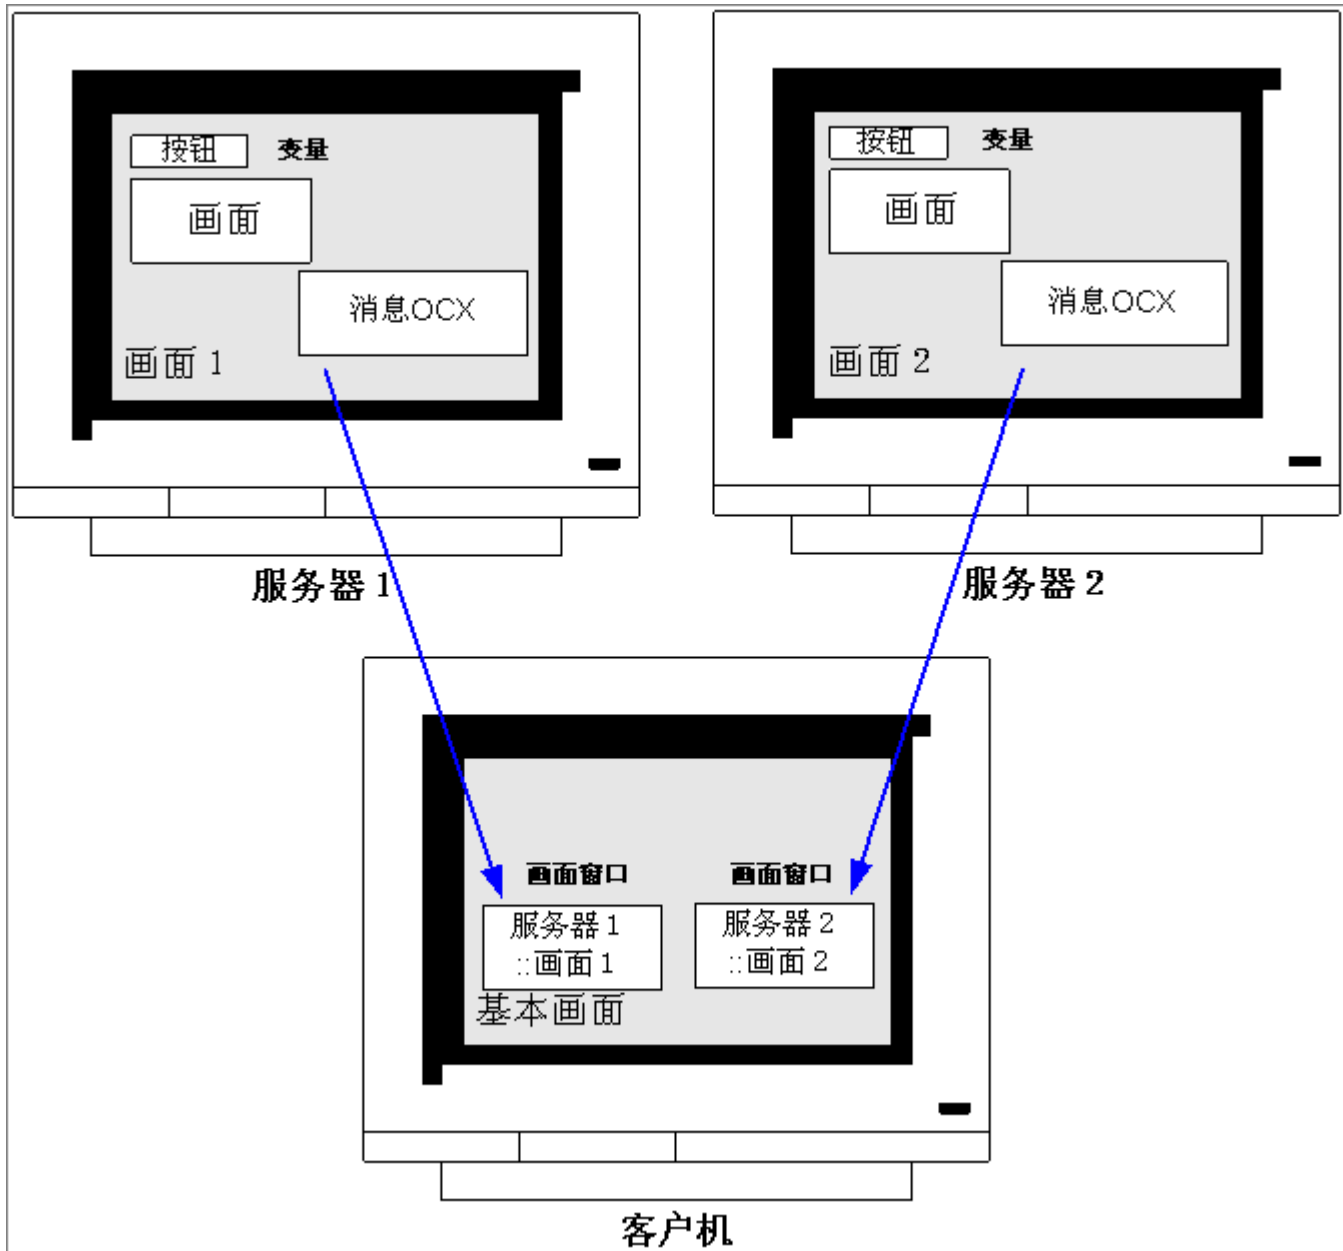 按钮 变量
画面
消息OCX
画面1
服务器1
按钮 变量
画面
消息OCX
画面2
服务器2
画面窗口
服务器1
::画面1
画面窗口
服务器2
::画面2
基本画面
客户机